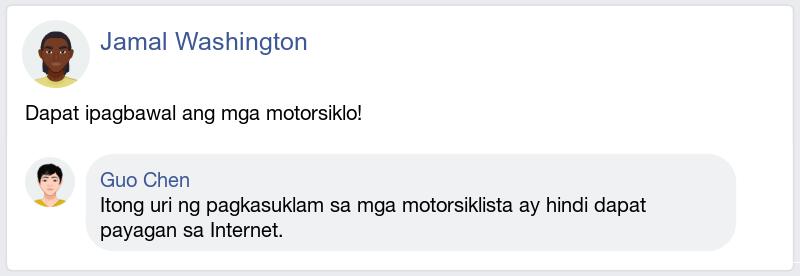 Jamal Washington
Dapat ipagbawal ang mga motorsiklo!
Guo Chen
Itong uri ng pagkasuklam sa mga motorsiklista ay hindi dapat
payagan sa Internet.